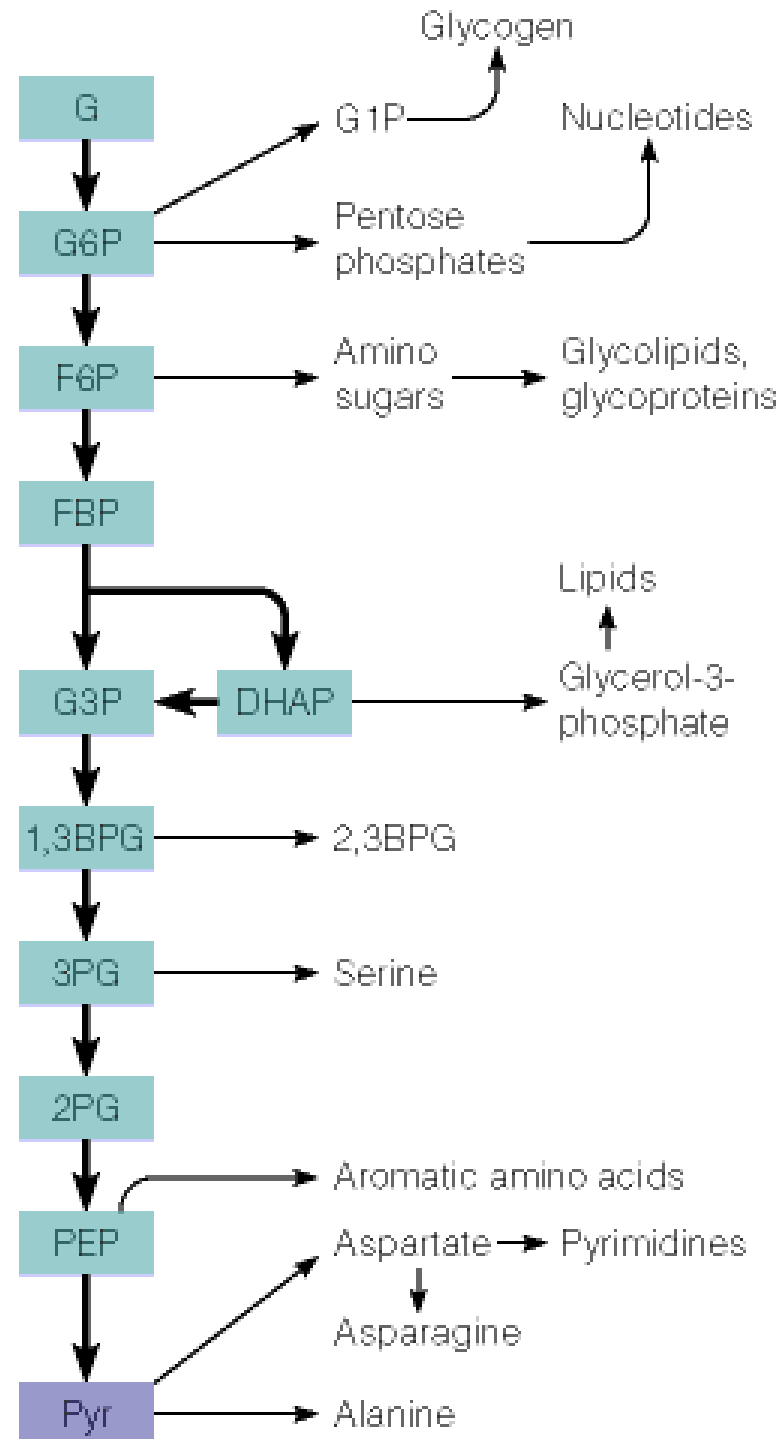 Glycogen
G
G1P
Nucleotides
G6P
Pentose
phosphates
F6P
Amino
sugars
Glycolipids,
glycoproteins
FBP
Lipids
G3P
DHAP
Glycerol-3-
phosphate
1,3BPG
2,3BPG
3PG
Serine
2PG
Aromatic amino acids
PEP
Aspartate
Pyrimidines
Asparagine
Pyr
Alanine